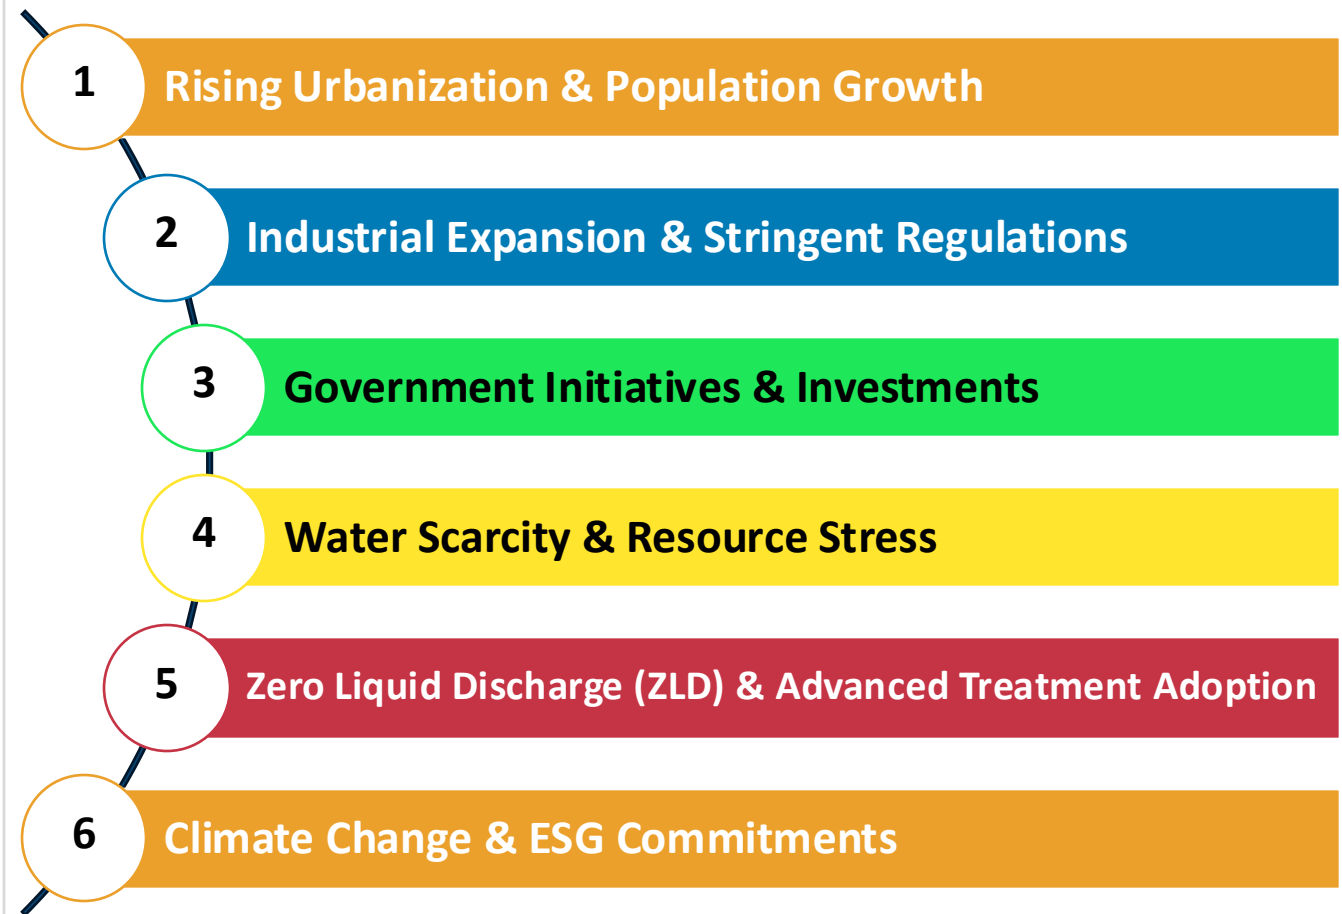 1 Rising Urbanization & Population Growth
2 Industrial Expansion & Stringent Regulations
3 Government Initiatives & Investments
4 Water Scarcity & Resource Stress
5 Zero Liquid Discharge (ZLD) & Advanced Treatment Adoption
6 Climate Change & ESG Commitments